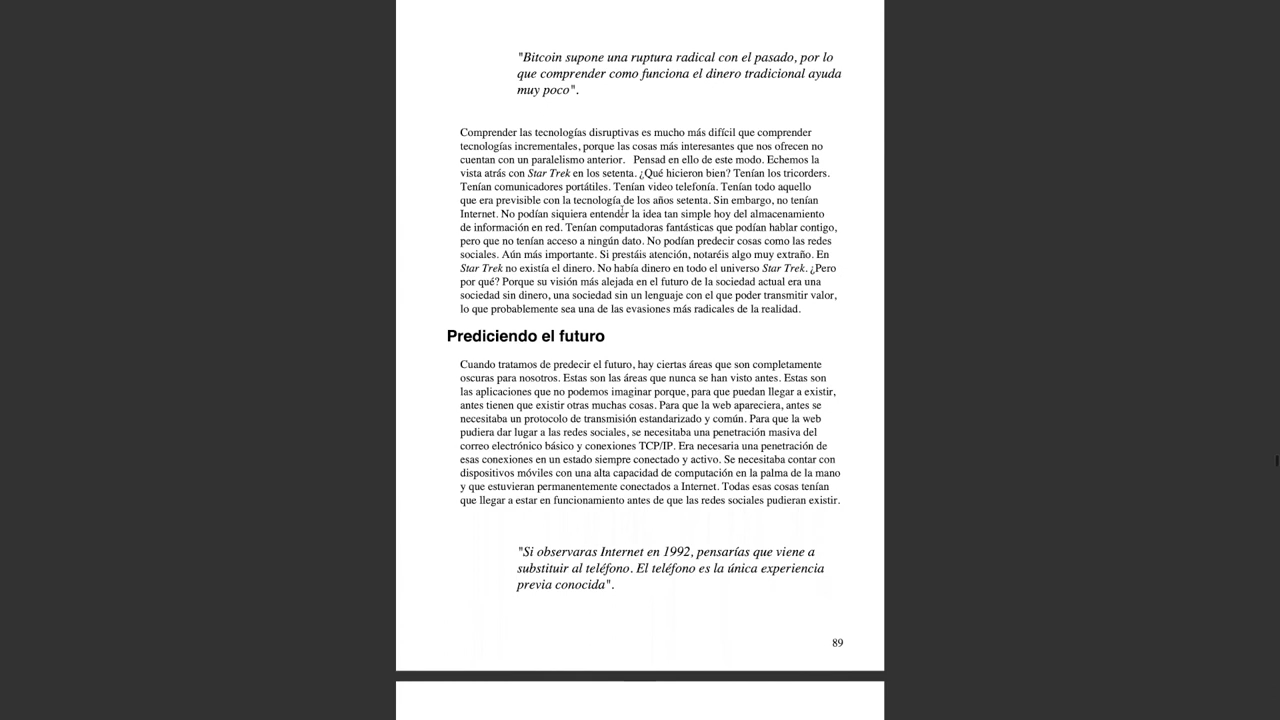 "Bitcoin supone una ruptura radical con el pasado, por lo
que comprender como funciona el dinero tradicional ayuda
muy poco".
Comprender las tecnologías disruptivas es mucho más difícil que comprender
tecnologías incrementales, porque las cosas más interesantes que nos ofrecen no
cuentan con un paralelismo anterior.   Pensad en ello de este modo. Echemos la
vista atrás con Star Trek en los setenta. ¿Qué hicieron bien? Tenían los tricorders.
Tenían comunicadores portátiles. Tenían video telefonía. Tenían todo aquello
que era previsible con la tecnología de los años setenta. Sin embargo, no tenían
Internet. No podían siquiera entender la idea tan simple hoy del almacenamiento
de información en red. Tenían computadoras fantásticas que podían hablar contigo,
pero que no tenían acceso a ningún dato. No podían predecir cosas como las redes
sociales. Aún más importante. Si prestáis atención, notaréis algo muy extraño. En
Star Trek no existía el dinero. No había dinero en todo el universo Star Trek. ¿Pero
por qué? Porque su visión más alejada en el futuro de la sociedad actual era una
sociedad sin dinero, una sociedad sin un lenguaje con el que poder transmitir valor,
lo que probablemente sea una de las evasiones más radicales de la realidad.
Prediciendo el futuro
Cuando tratamos de predecir el futuro, hay ciertas áreas que son completamente
oscuras para nosotros. Estas son las áreas que nunca se han visto antes. Estas son
las aplicaciones que no podemos imaginar porque, para que puedan llegar a existir,
antes tienen que existir otras muchas cosas. Para que la web apareciera, antes se
necesitaba un protocolo de transmisión estandarizado y común. Para que la web
pudiera dar lugar a las redes sociales, se necesitaba una penetración masiva del
correo electrónico básico y conexiones TCP/IP. Era necesaria una penetración de
esas conexiones en un estado siempre conectado y activo. Se necesitaba contar con
dispositivos móviles con una alta capacidad de computación en la palma de la mano
y que estuvieran permanentemente conectados a Internet. Todas esas cosas tenían
que llegar a estar en funcionamiento antes de que las redes sociales pudieran existir.
"Si observaras Internet en 1992, pensarías que viene a
substituir al teléfono. El teléfono es la única experiencia
previa conocida".
89